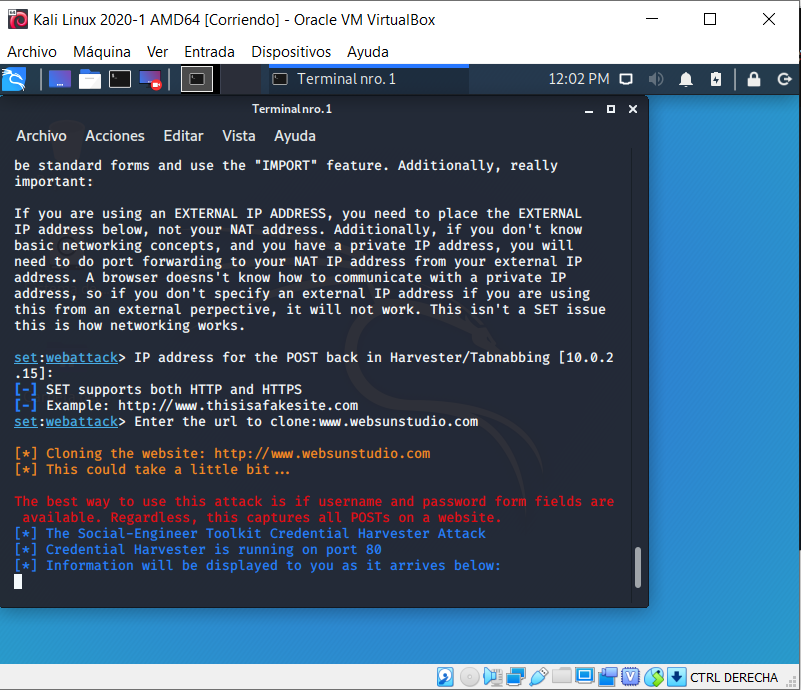 Kali Linux 2020-1 AMD64 [Corriendo] - Oracle VM VirtualBox
Archivo Máquina Ver Entrada Dispositivos Ayuda
Terminal nro. 1 12:02 PM
Terminal nro. 1
Archivo Acciones Editar Vista Ayuda
be standard forms and use the "IMPORT" feature. Additionally, really
important:
If you are using an EXTERNAL IP ADDRESS, you need to place the EXTERNAL
IP address below, not your NAT address. Additionally, if you don't know
basic networking concepts, and you have a private IP address, you will
need to do port forwarding to your NAT IP address from your external IP
address. A browser doesns't know how to communicate with a private IP
address, so if you don't specify an external IP address if you are using
this from an external perpective, it will not work. This isn't a SET issue
this is how networking works.
set:webattack> IP address for the POST back in Harvester/Tabnabbing [10.0.2
.15]:
[-] SET supports both HTTP and HTTPS
[-] Example: http://www.thisisafakesite.com
set:webattack> Enter the url to clone:www.websunstudio.com
[*] Cloning the website: http://www.websunstudio.com
[*] This could take a little bit...
The best way to use this attack is if username and password form fields are
available. Regardless, this captures all POSTs on a website.
[*] The Social-Engineer Toolkit Credential Harvester Attack
[*] Credential Harvester is running on port 80
[*] Information will be displayed to you as it arrives below:
CTRL DERECHA